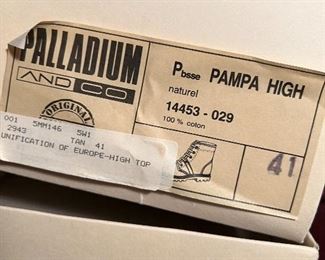 PALLADIUM
AND CO
ORIGINAL
Pbsse PAMPA HIGH
naturel
14453 - 029
100 % coton
41
001 5MM146 5W1
2943 TAN 41
UNIFICATION OF EUROPE-HIGH TOP